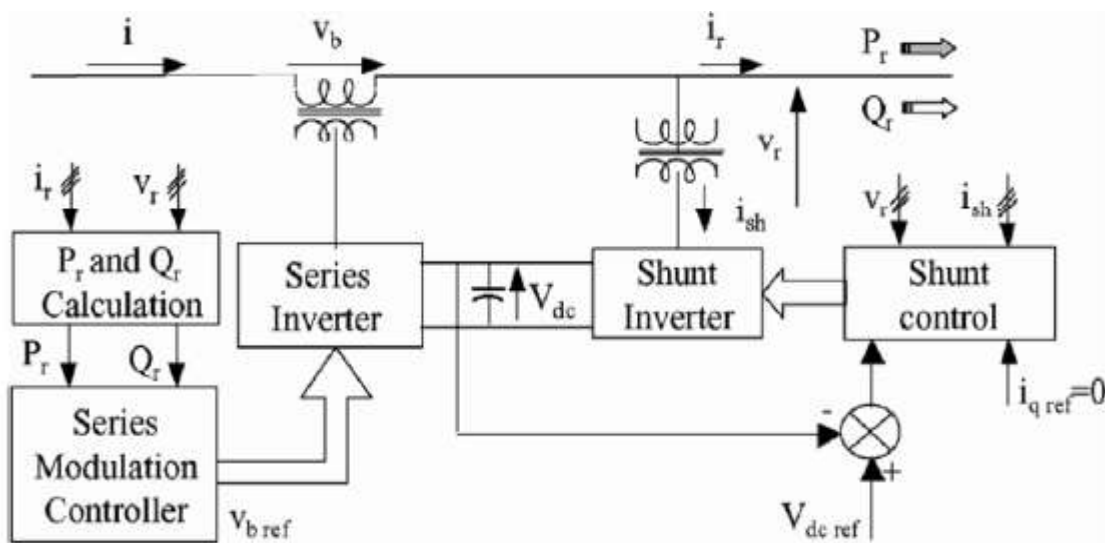 i
v_b
i_r
P_r
Q_r
v_r
i_r
v_r
i_sh
v_r
i_sh
P_r and Q_r
Calculation
Series
Inverter
V_dc
Shunt
Inverter
Shunt
control
P_r
Q_r
i_q ref=0
-
+
Series
Modulation
Controller
v_b ref
V_dc ref